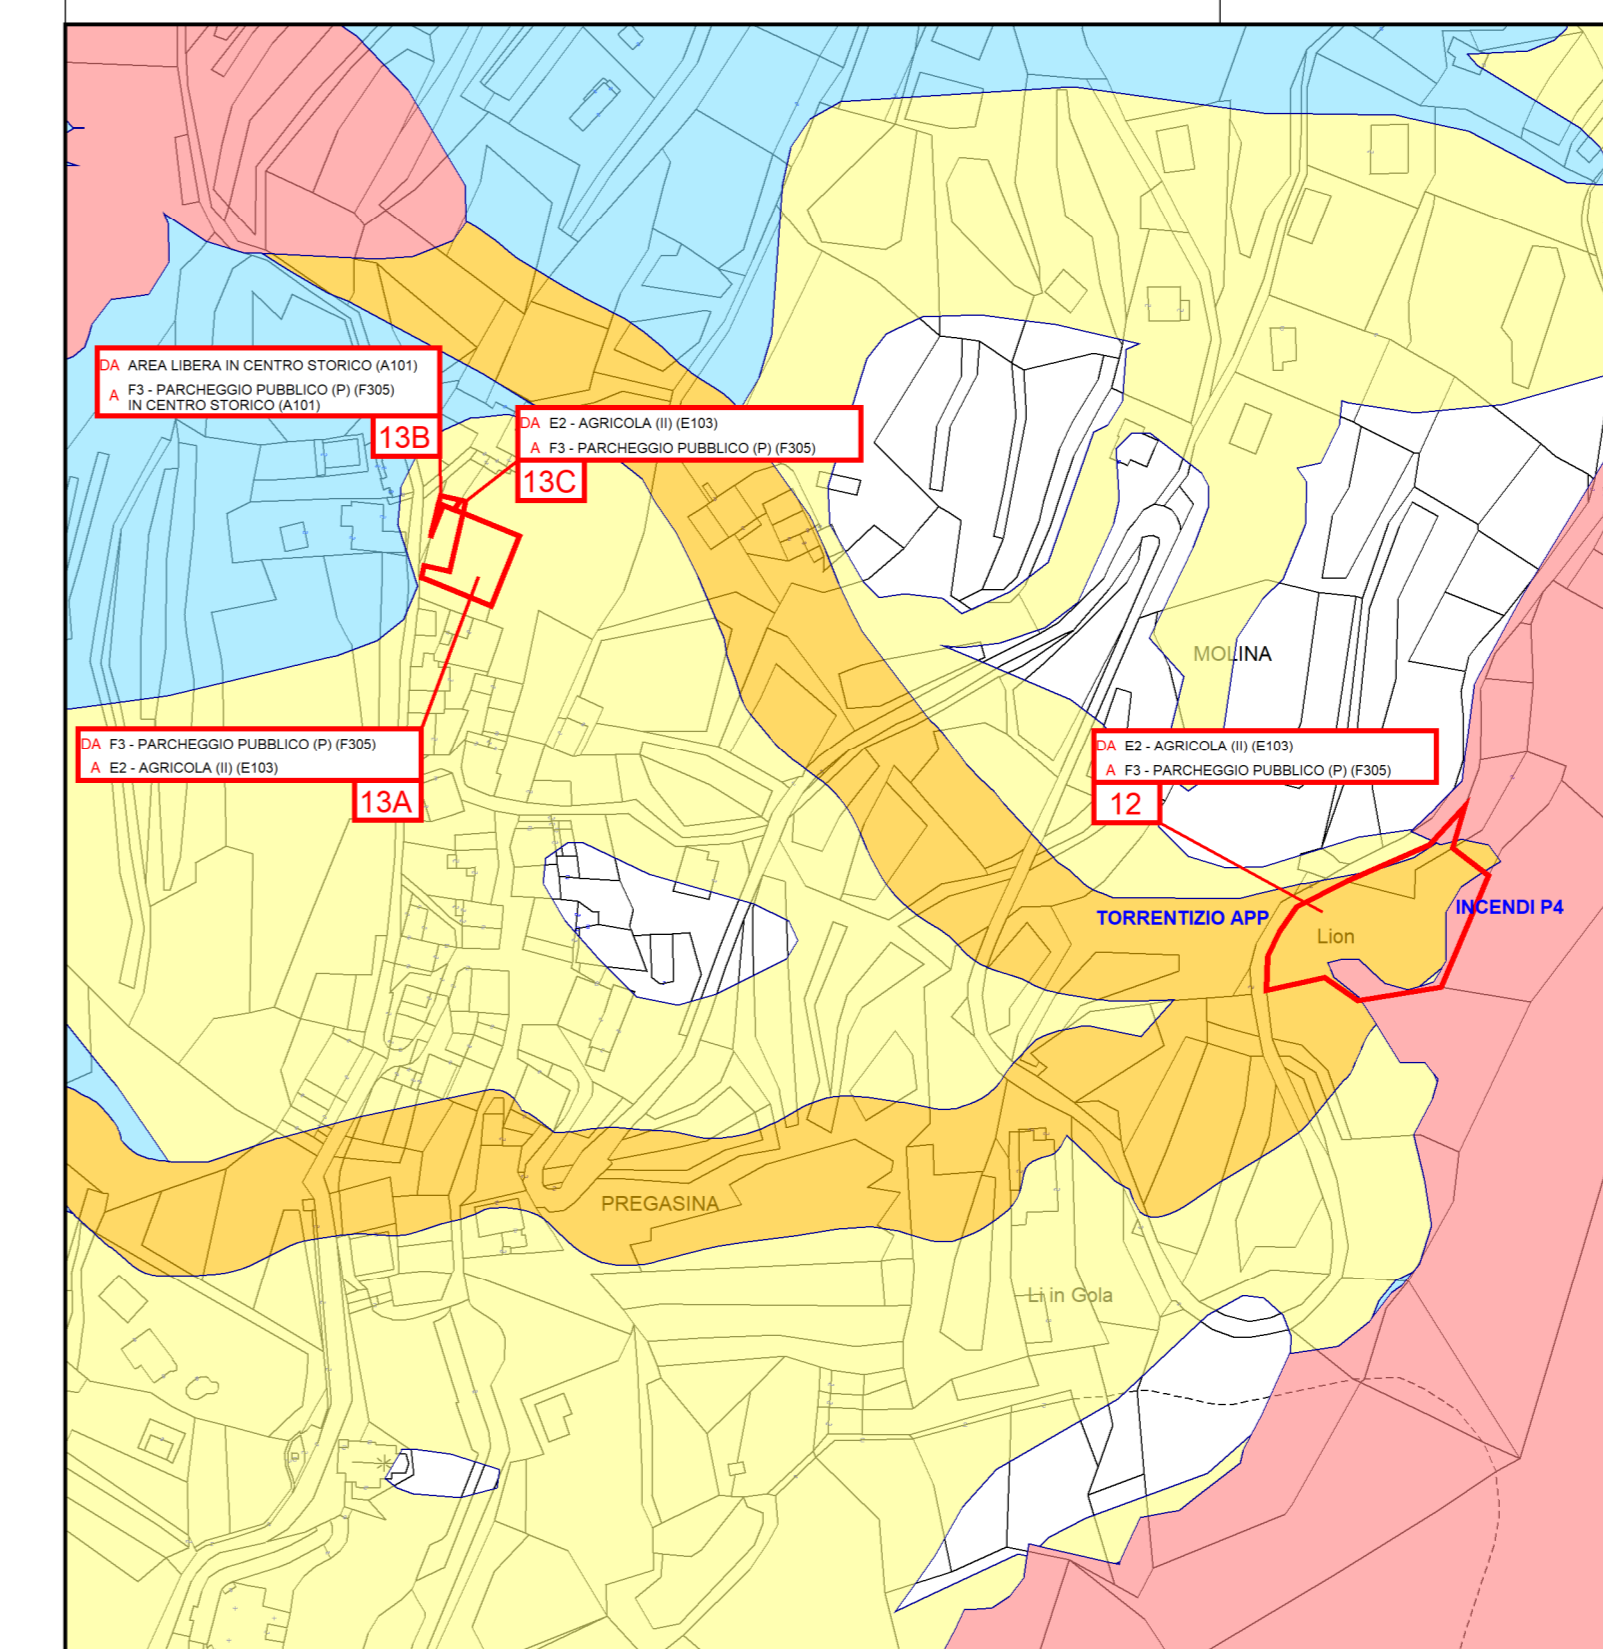 DA AREA LIBERA IN CENTRO STORICO (A101)
A F3 - PARCHEGGIO PUBBLICO (P) (F305)
IN CENTRO STORICO (A101)
13B
DA E2 - AGRICOLA (II) (E103)
A F3 - PARCHEGGIO PUBBLICO (P) (F305)
13C
MOLINA
DA F3 - PARCHEGGIO PUBBLICO (P) (F305)
A E2 - AGRICOLA (II) (E103)
13A
DA E2 - AGRICOLA (II) (E103)
A F3 - PARCHEGGIO PUBBLICO (P) (F305)
12
TORRENTIZIO APP
INCENDI P4
Lion
PREGASINA
Li in Gola